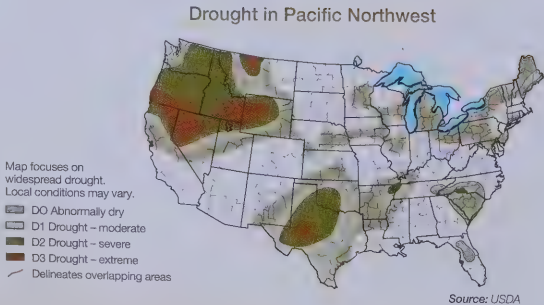 Drought in Pacific Northwest
Map focuses on
widespread drought.
Local conditions may vary.
DO Abnormally dry
D1 Drought – moderate
D2 Drought – severe
D3 Drought – extreme
Delineates overlapping areas
Source: USDA